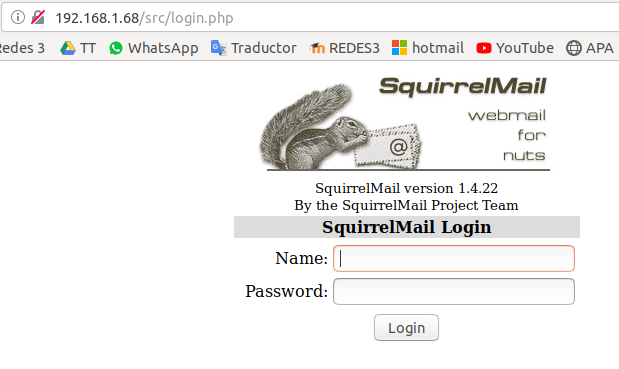 192.168.1.68/src/login.php
Redes 3 TT WhatsApp Traductor REDES3 hotmail YouTube APA
SquirrelMail
webmail
for
nuts
@
SquirrelMail version 1.4.22
By the SquirrelMail Project Team
SquirrelMail Login
Name:
Password:
Login